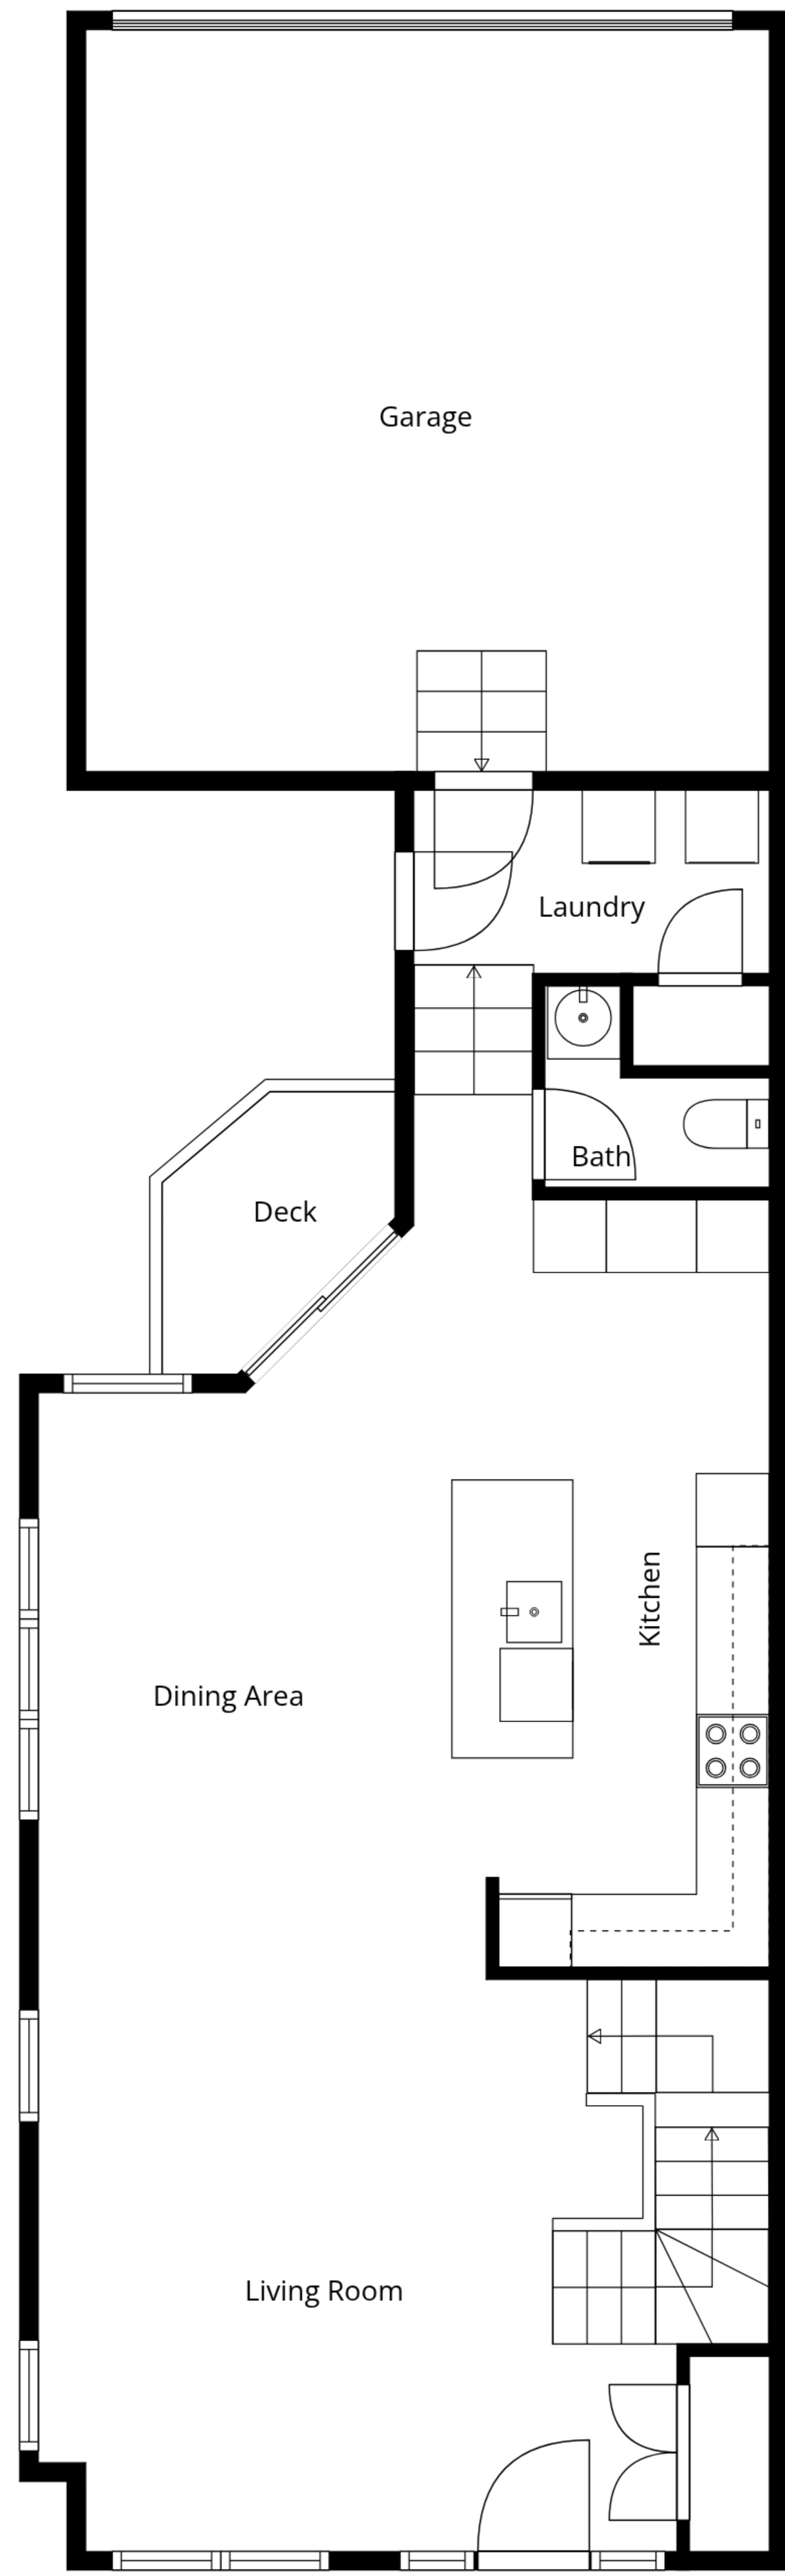 Garage
Laundry
Bath
Deck
Kitchen
Dining Area
Living Room